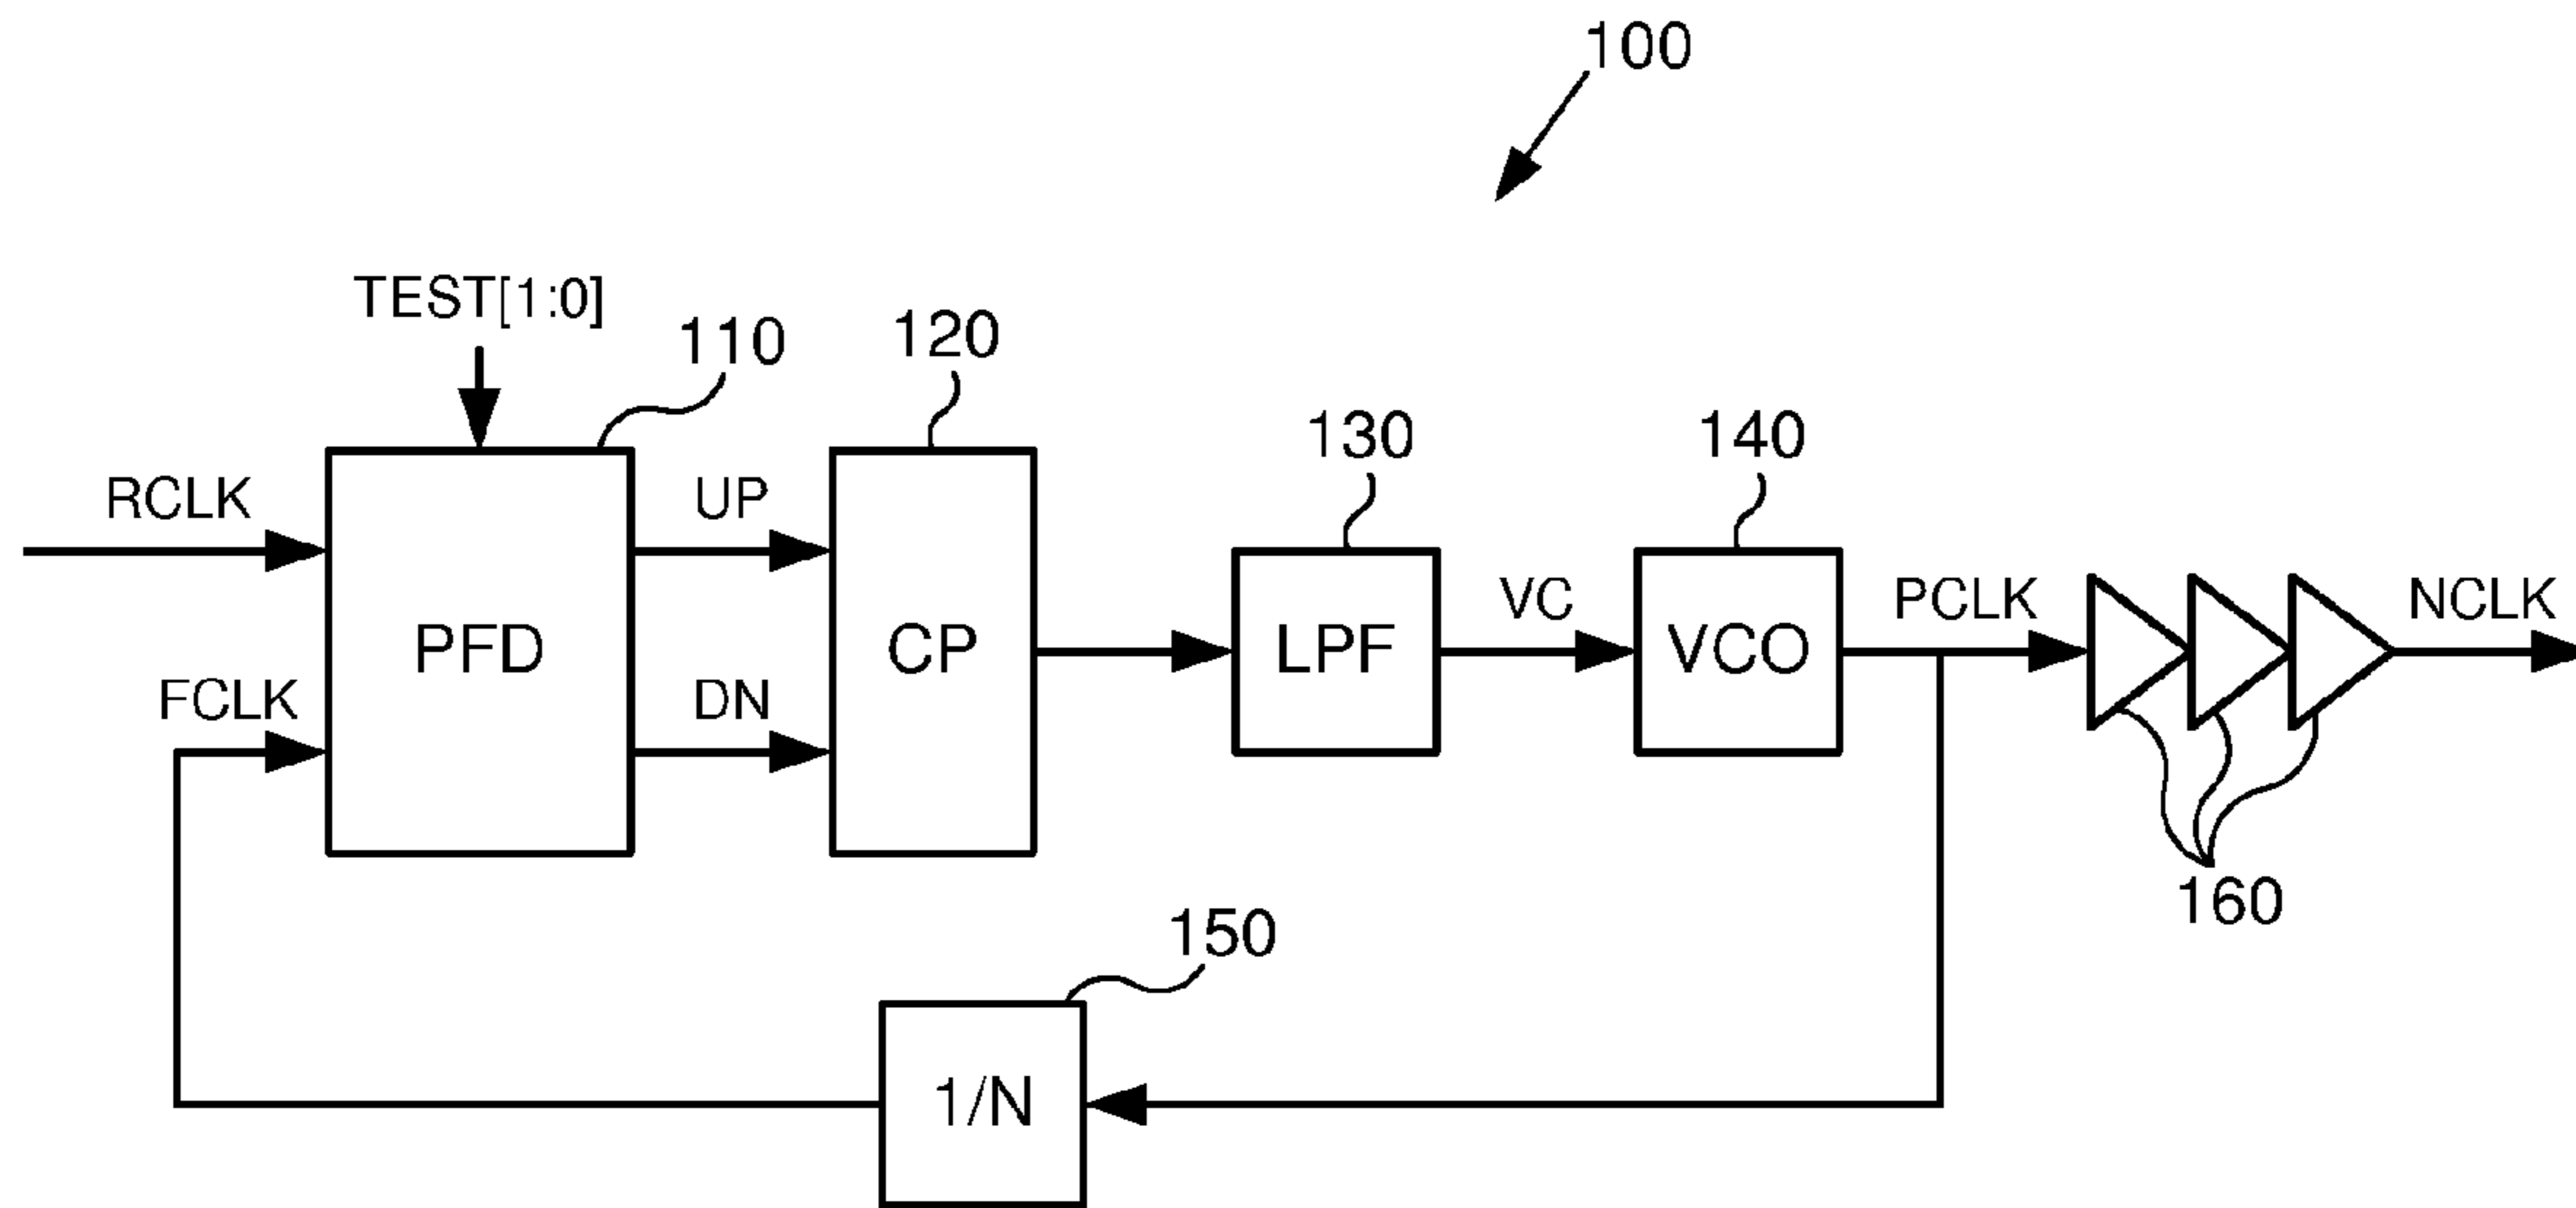 100
TEST[1:0]
110
120
130
140
RCLK
UP
FCLK
DN
PFD
CP
LPF
VC
VCO
PCLK
NCLK
160
150
1/N